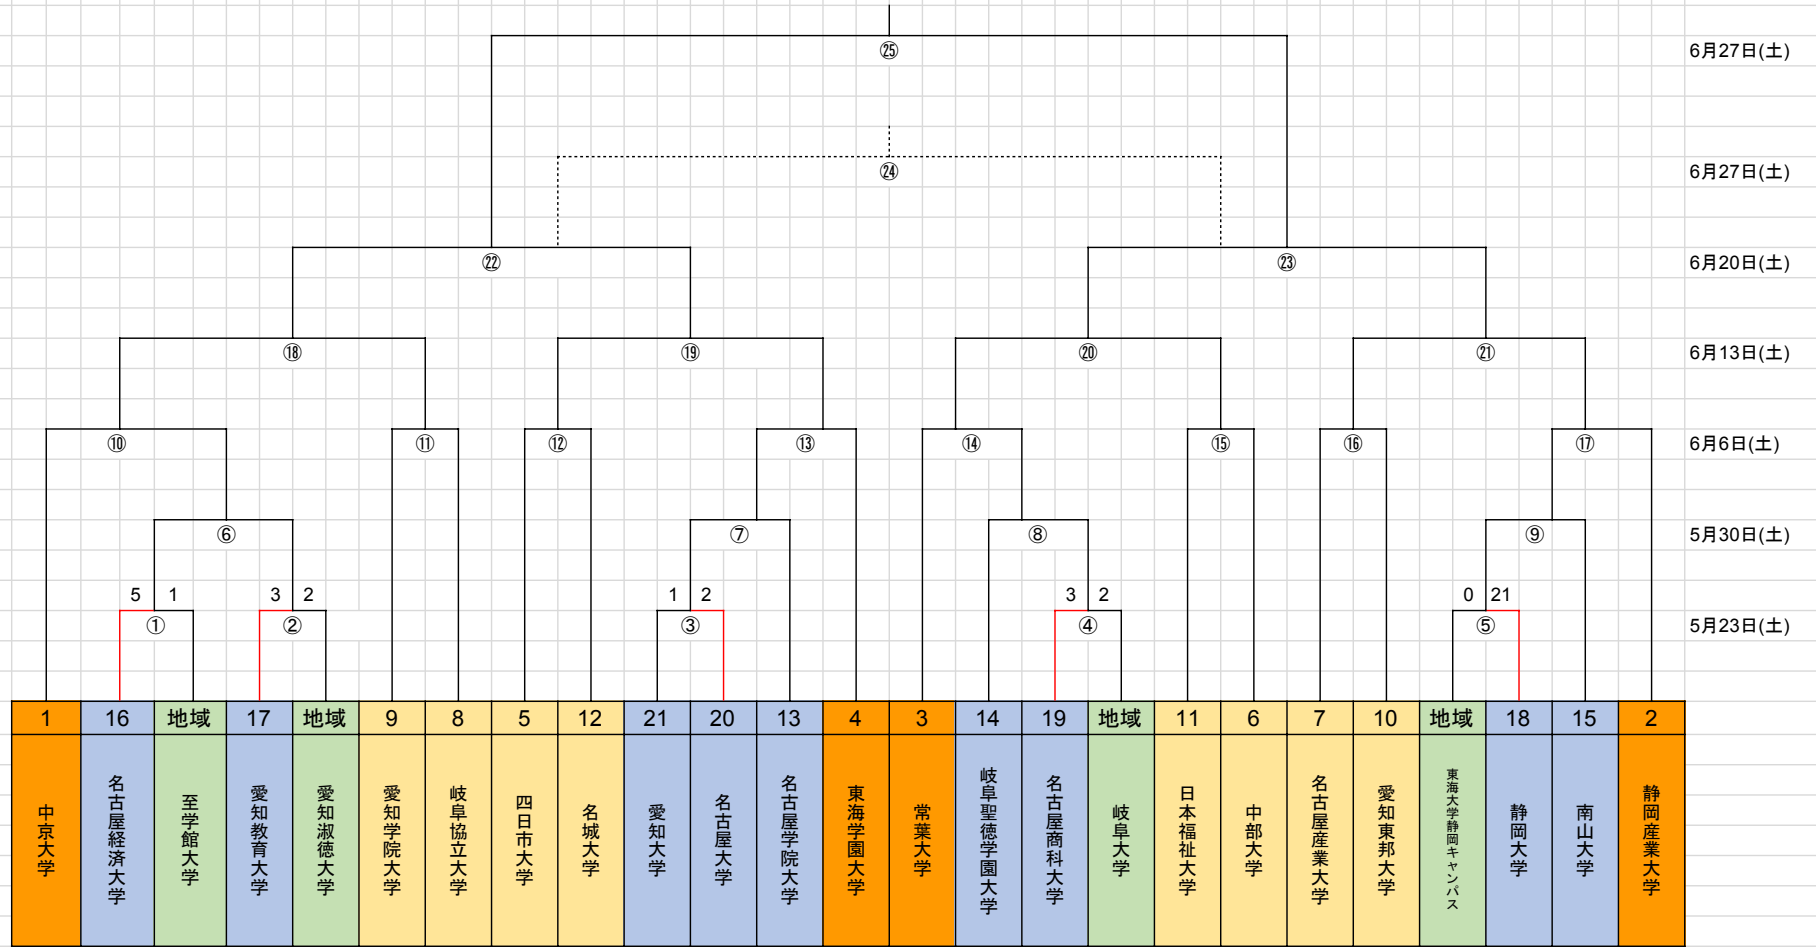 ㉕ 6月27日(土)
㉔ 6月27日(土)
㉒ ㉓ 6月20日(土)
⑱ ⑲ ⑳ ㉑ 6月13日(土)
⑩ ⑪ ⑫ ⑬ ⑭ ⑮ ⑯ ⑰ 6月6日(土)
⑥ ⑦ ⑧ ⑨ 5月30日(土)
5 1 3 2 1 2 3 2 0 21
① ② ③ ④ ⑤ 5月23日(土)
1 16 地域 17 地域 9 8 5 12 21 20 13 4 3 14 19 地域 11 6 7 10 地域 18 15 2
中京大学
名古屋経済大学
至学館大学
愛知教育大学
愛知淑徳大学
愛知学院大学
岐阜協立大学
四日市大学
名城大学
愛知大学
名古屋大学
名古屋学院大学
東海学園大学
常葉大学
岐阜聖徳学園大学
名古屋商科大学
岐阜大学
日本福祉大学
中部大学
名古屋産業大学
愛知東邦大学
東海大学静岡キャンパス
静岡大学
南山大学
静岡産業大学